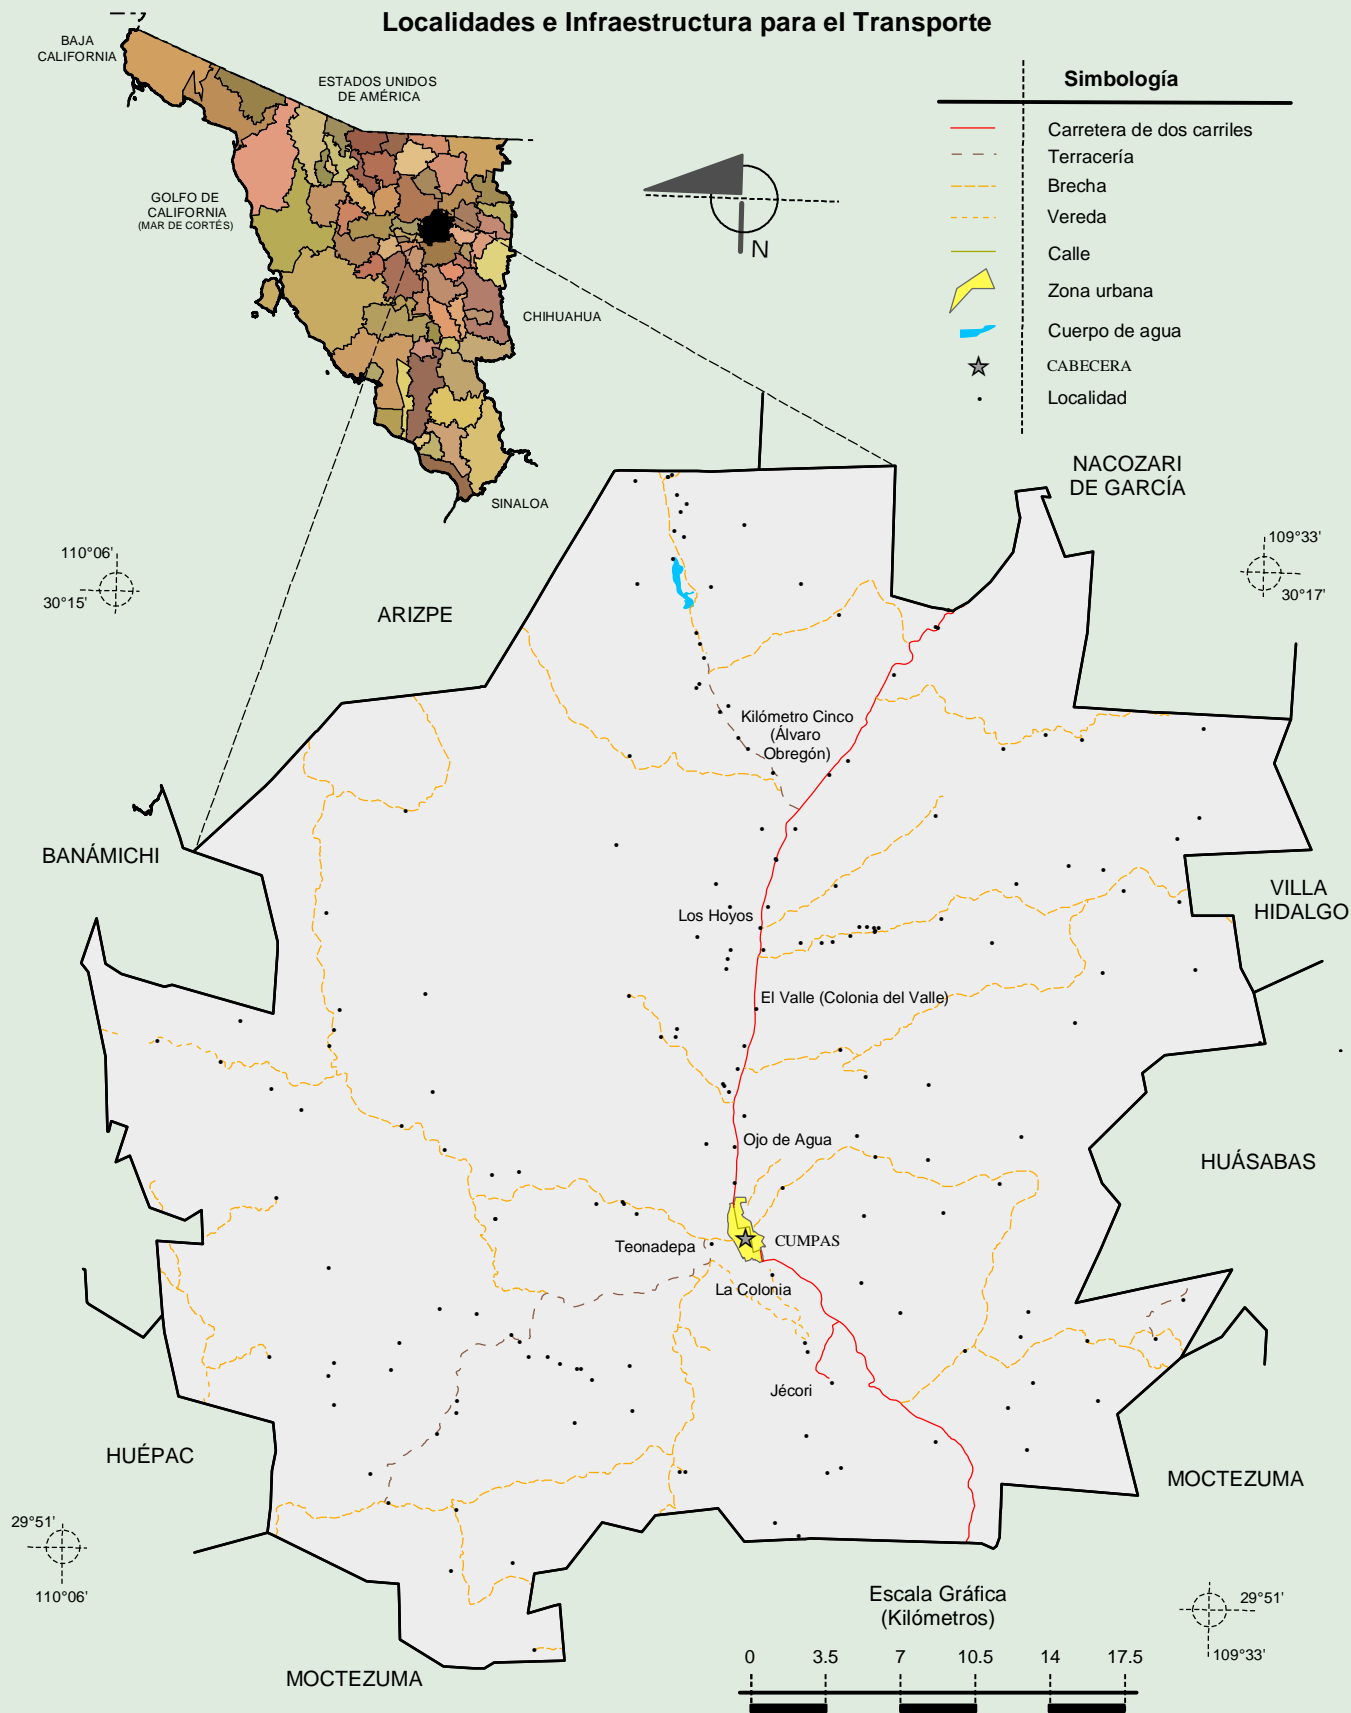 Localidades e Infraestructura para el Transporte
BAJA
CALIFORNIA
ESTADOS UNIDOS
DE AMÉRICA
GOLFO DE
CALIFORNIA
(MAR DE CORTÉS)
CHIHUAHUA
SINALOA
N
Simbología
Carretera de dos carriles
Terracería
Brecha
Vereda
Calle
Zona urbana
Cuerpo de agua
CABECERA
Localidad
NACOZARI
DE GARCÍA
110°06'
30°15'
109°33'
30°17'
ARIZPE
Kilómetro Cinco
(Álvaro
Obregón)
BANÁMICHI
VILLA
HIDALGO
Los Hoyos
El Valle (Colonia del Valle)
Ojo de Agua
HUÁSABAS
Teonadepa
CUMPAS
La Colonia
Jécori
HUÉPAC
MOCTEZUMA
29°51'
110°06'
Escala Gráfica
(Kilómetros)
29°51'
109°33'
0 3.5 7 10.5 14 17.5
MOCTEZUMA